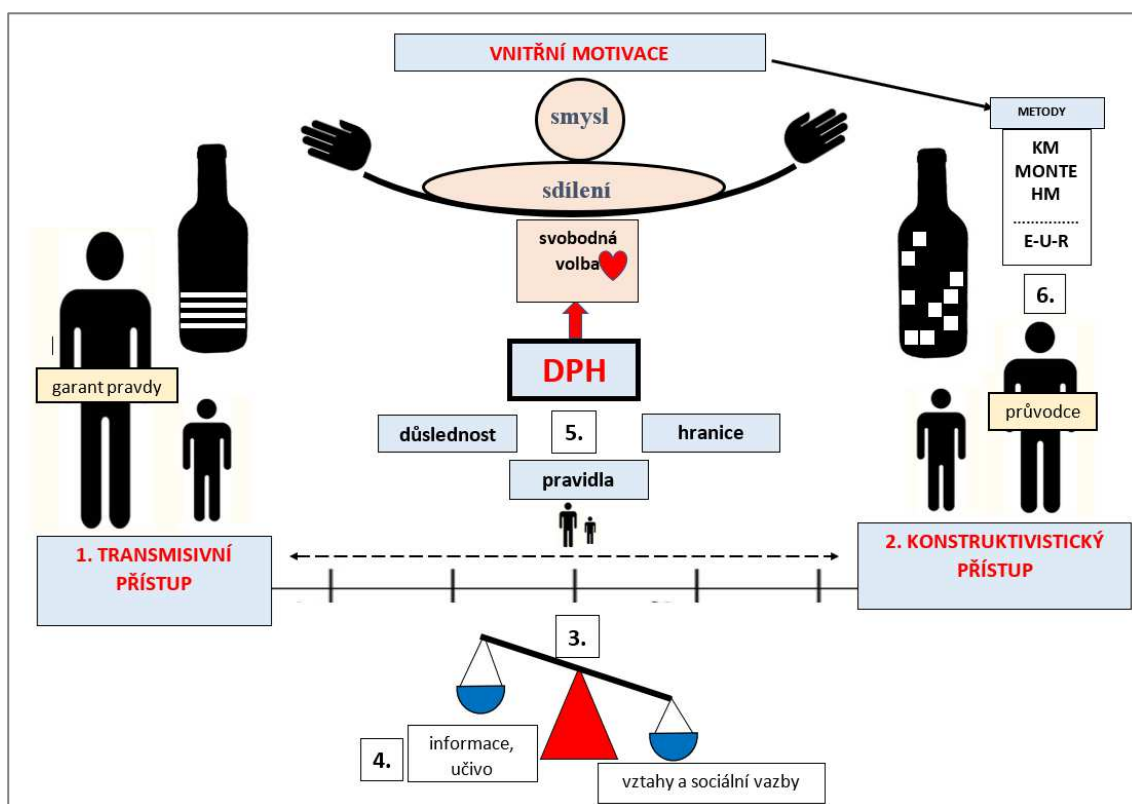 VNITŘNÍ MOTIVACE
smysl
sdílení
svobodná
volba
METODY
KM
MONTE
HM
...............
E-U-R
6.
garant pravdy
průvodce
DPH
důslednost
5.
hranice
pravidla
1. TRANSMISIVNÍ
PŘÍSTUP
2. KONSTRUKTIVISTICKÝ
PŘÍSTUP
3.
4.
informace,
učivo
vztahy a sociální vazby